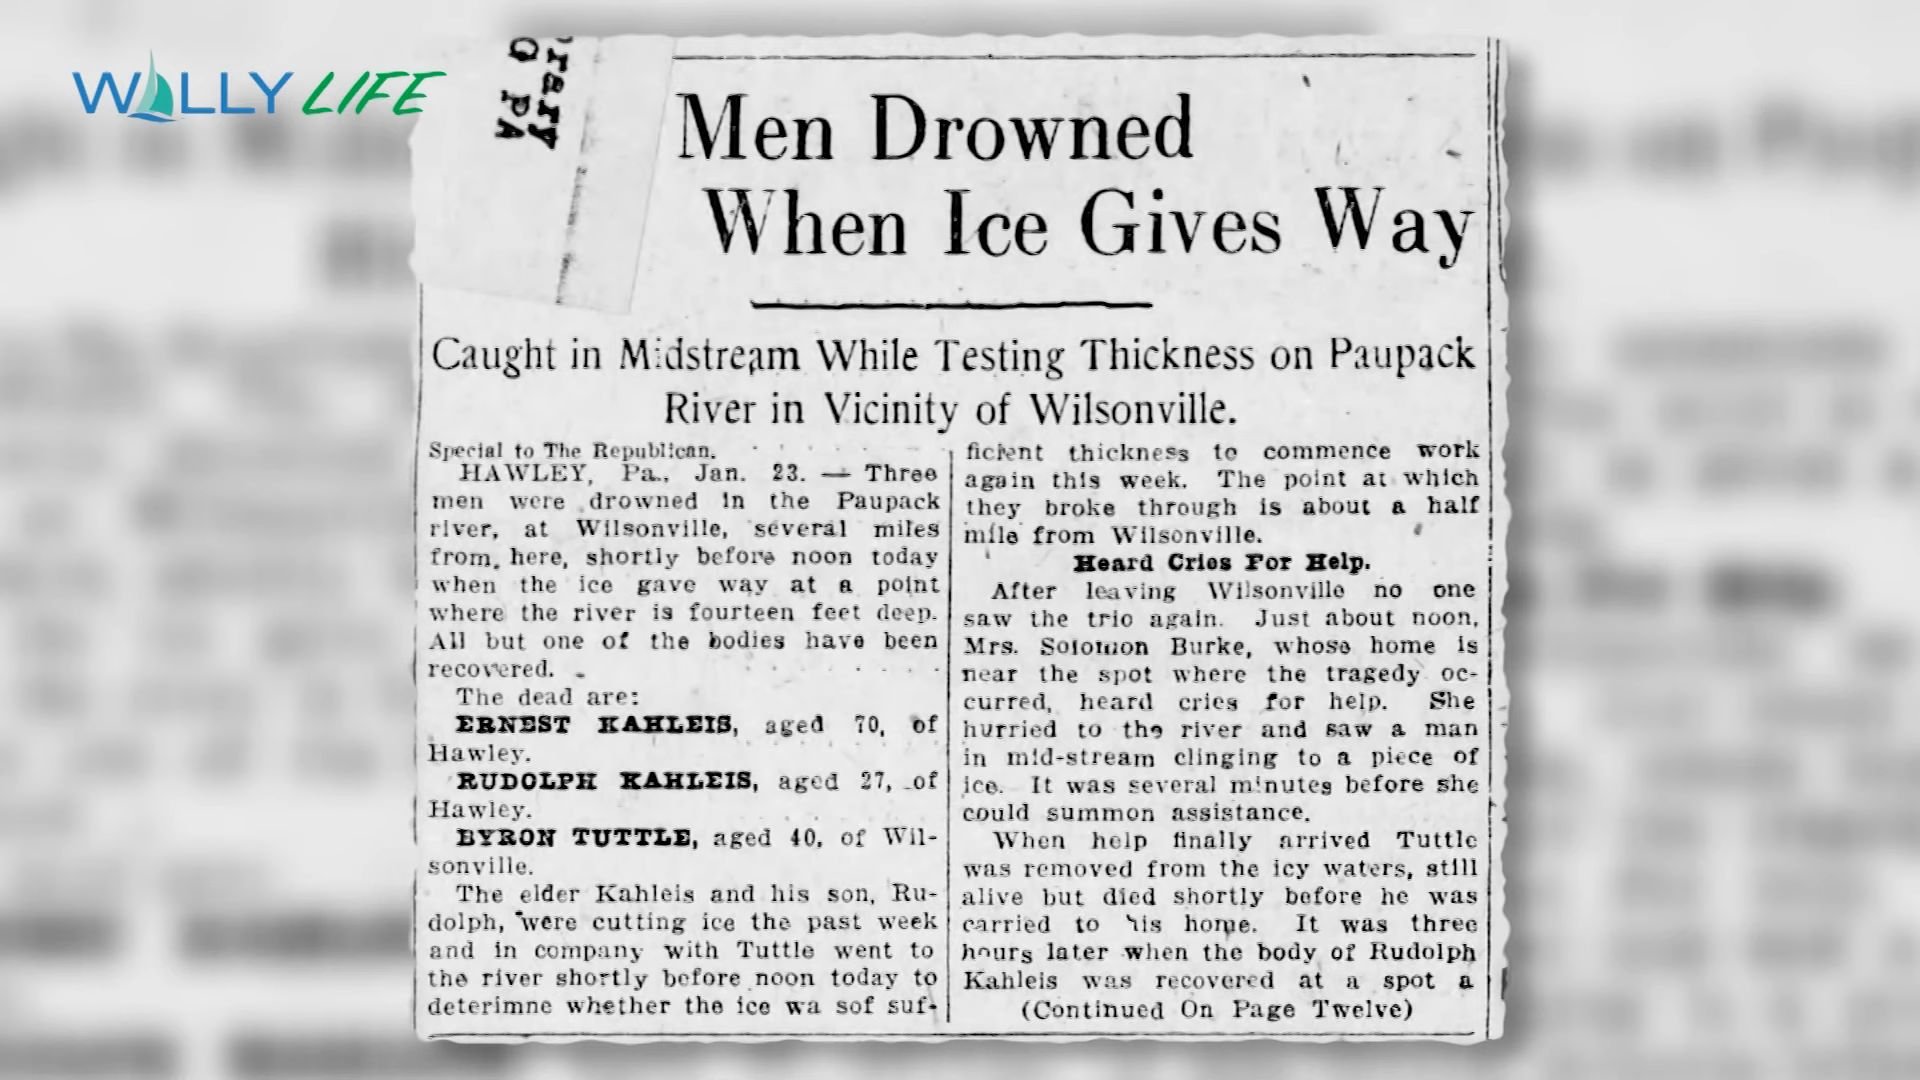 WALLY LIFE
rary
G PA
Men Drowned
When Ice Gives Way
Caught in Midstream While Testing Thickness on Paupack
River in Vicinity of Wilsonville.
Special to The Republican.
HAWLEY, Pa., Jan. 23. — Three
men were drowned in the Paupack
river, at Wilsonville, several miles
from here, shortly before noon today
when the ice gave way at a point
where the river is fourteen feet deep.
All but one of the bodies have been
recovered.
The dead are:
ERNEST KAHLEIS, aged 70, of
Hawley.
RUDOLPH KAHLEIS, aged 27, of
Hawley.
BYRON TUTTLE, aged 40, of Wil-
sonville.
The elder Kahleis and his son, Ru-
dolph, were cutting ice the past week
and in company with Tuttle went to
the river shortly before noon today to
deterimne whether the ice wa sof suf-
ficient thickness to commence work
again this week. The point at which
they broke through is about a half
mile from Wilsonville.
Heard Cries For Help.
After leaving Wilsonville no one
saw the trio again. Just about noon,
Mrs. Solomon Burke, whose home is
near the spot where the tragedy oc-
curred, heard cries for help. She
hurried to the river and saw a man
in mid-stream clinging to a piece of
ice. It was several minutes before she
could summon assistance.
When help finally arrived Tuttle
was removed from the icy waters, still
alive but died shortly before he was
carried to his home. It was three
hours later when the body of Rudolph
Kahleis was recovered at a spot a
(Continued On Page Twelve)